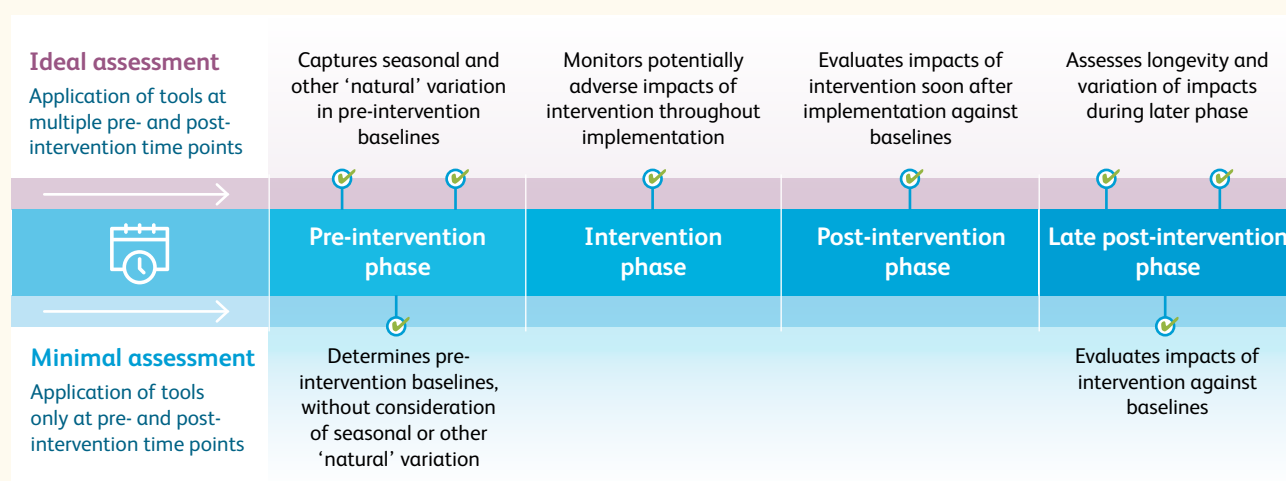 Ideal assessment
Application of tools at
multiple pre- and post-
intervention time points
Captures seasonal and
other ‘natural’ variation
in pre-intervention
baselines
Monitors potentially
adverse impacts of
intervention throughout
implementation
Evaluates impacts of
intervention soon after
implementation against
baselines
Assesses longevity and
variation of impacts
during later phase
Pre-intervention
phase
Intervention
phase
Post-intervention
phase
Late post-intervention
phase
Minimal assessment
Application of tools
only at pre- and post-
intervention time points
Determines pre-
intervention baselines,
without consideration
of seasonal or other
‘natural’ variation
Evaluates impacts of
intervention against
baselines